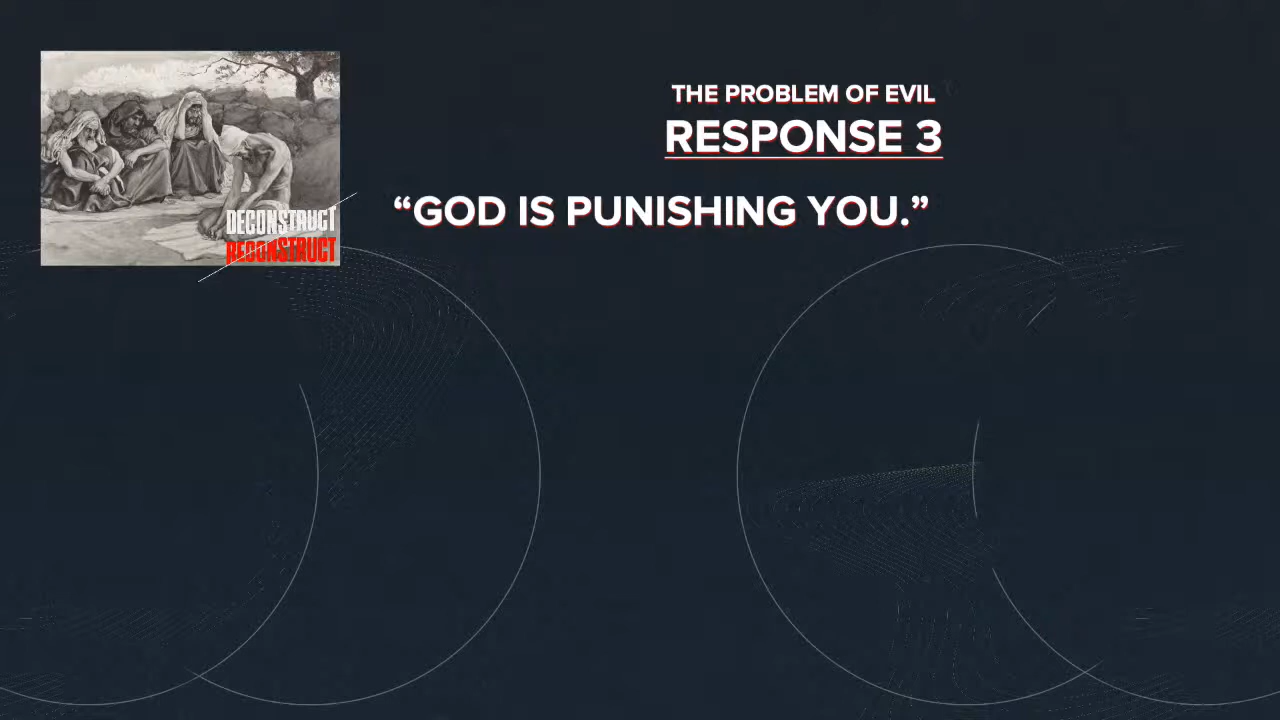 THE PROBLEM OF EVIL
RESPONSE 3
“GOD IS PUNISHING YOU.”
DECONSTRUCT
RECONSTRUCT